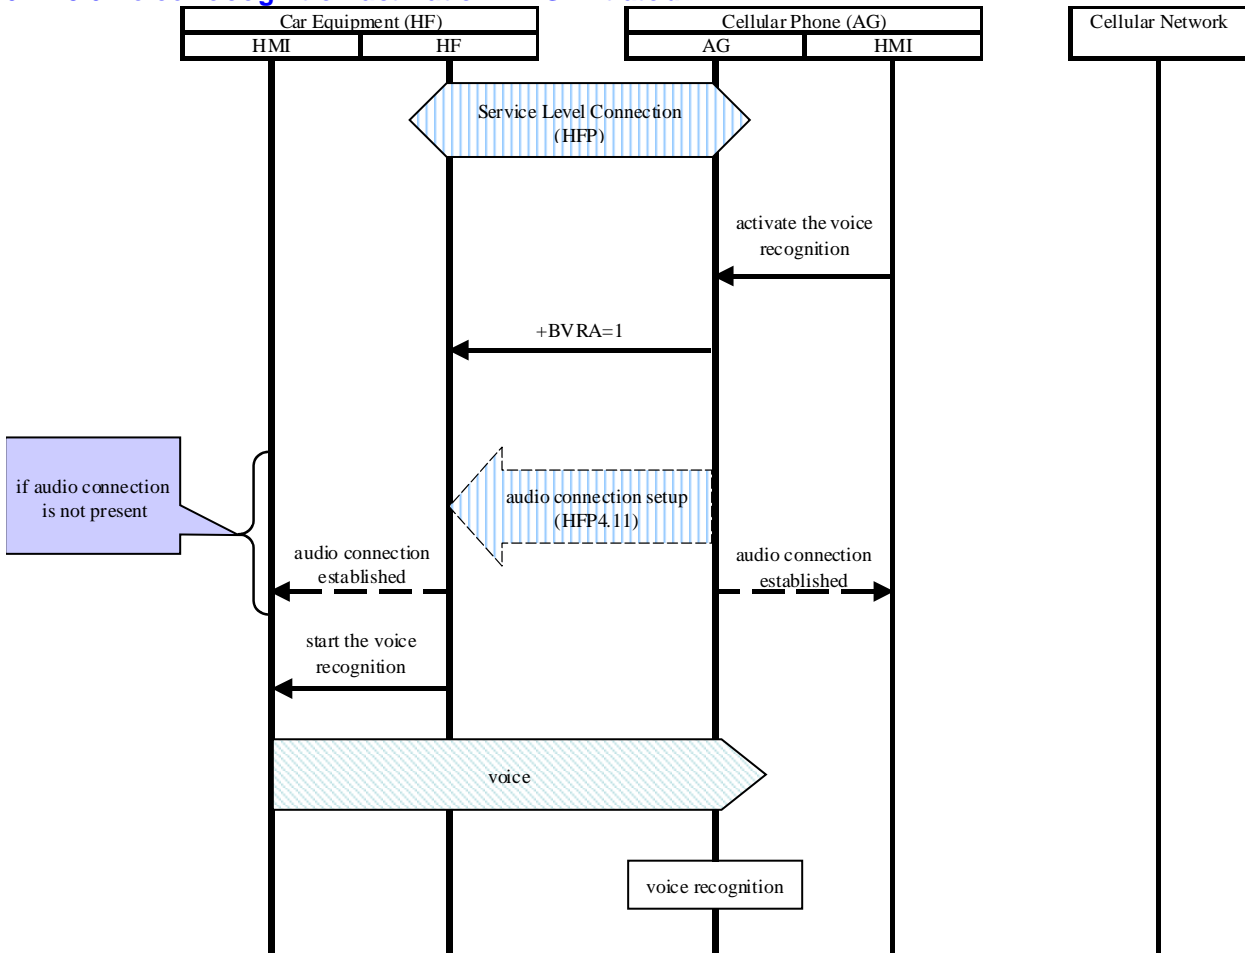 Car Equipment (HF)
Cellular Phone (AG)
Cellular Network
HMI
HF
AG
HMI
Service Level Connection
(HFP)
activate the voice
recognition
+BVRA=1
if audio connection
is not present
audio connection setup
(HFP4.11)
audio connection
established
audio connection
established
start the voice
recognition
voice
voice recognition